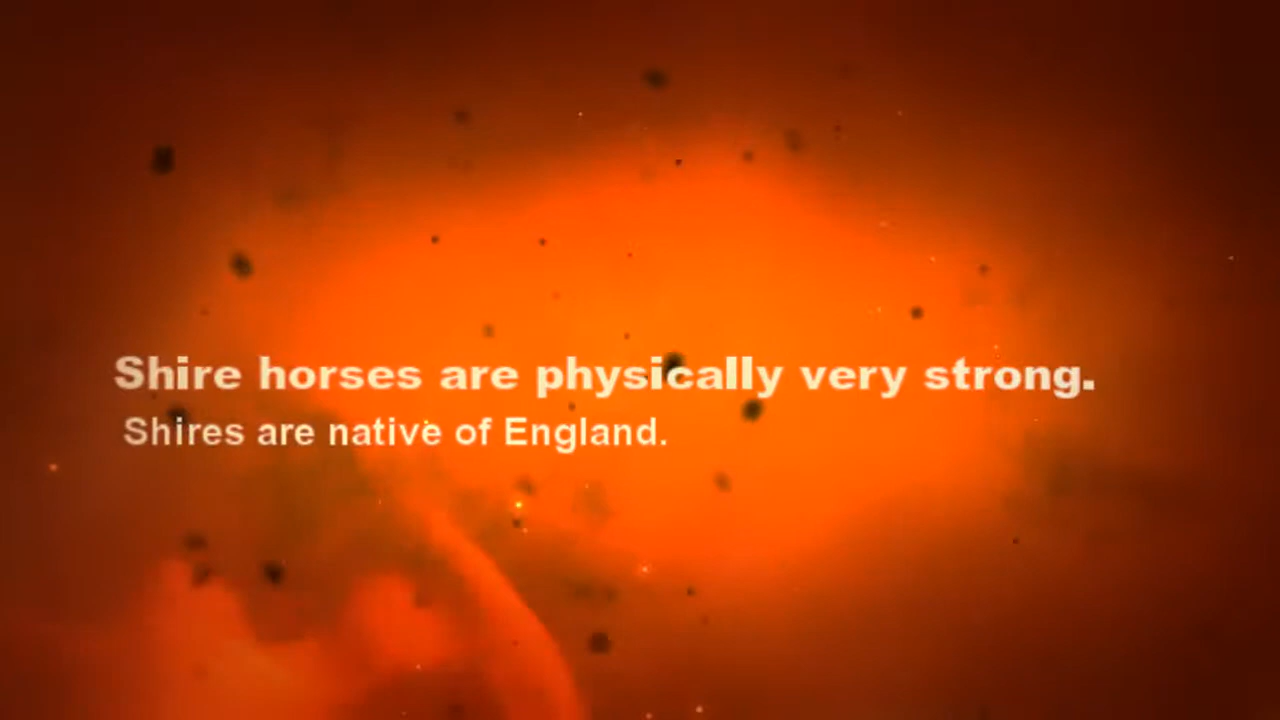 Shire horses are physically very strong.
Shires are native of England.